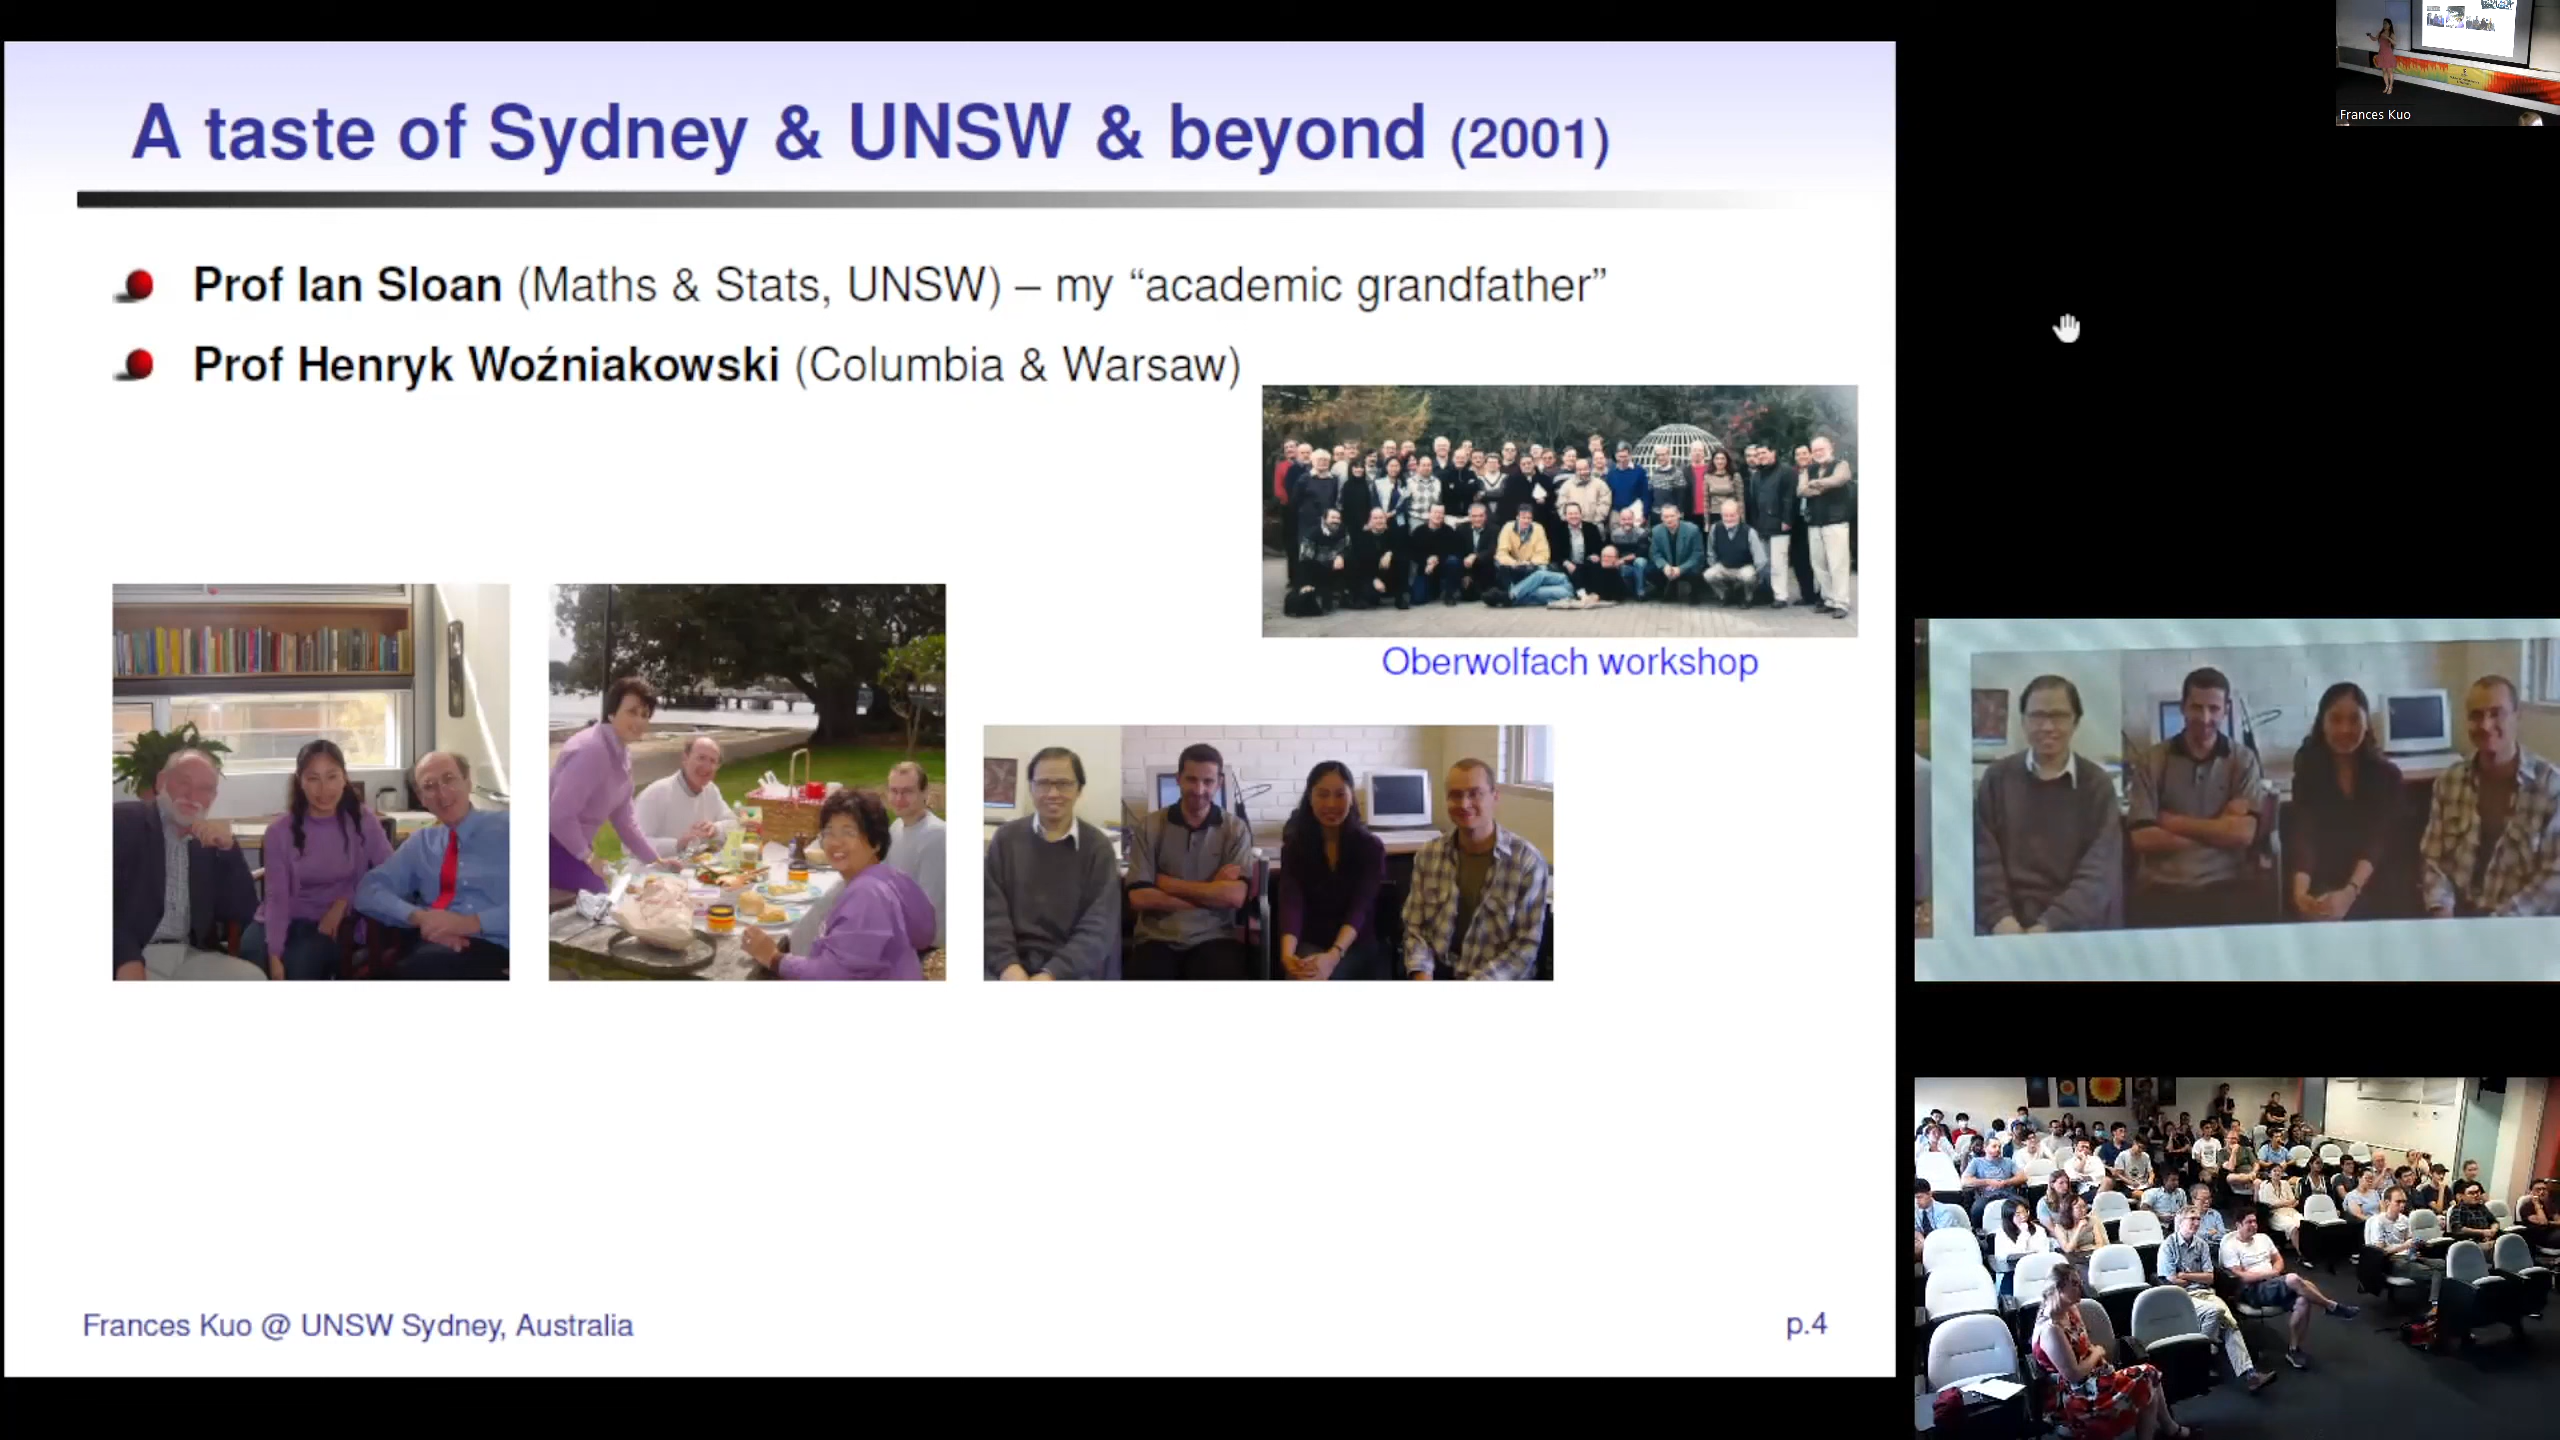 A taste of Sydney & UNSW & beyond (2001)
Prof Ian Sloan (Maths & Stats, UNSW) – my “academic grandfather”
Prof Henryk Woźniakowski (Columbia & Warsaw)
Oberwolfach workshop
Frances Kuo @ UNSW Sydney, Australia
p.4
Frances Kuo